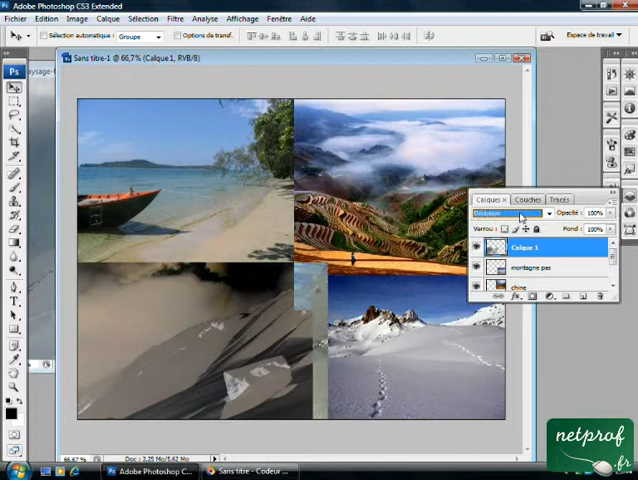 Adobe Photoshop CS3 Extended
Fichier Edition Image Calque Sélection Filtre Analyse Affichage Fenêtre Aide
Sélection automatique : Groupe Options de transf. Espace de travail
Ps
paysage-
Sans titre-1 @ 66,7% (Calque 1, RVB/8)
Calques × Couches Tracés
Opacité : 100%
Verrou : Fond : 100%
Calque 1
montagne pas
chine
66,67 % Doc : 2,25 Mo/5,62 Mo
netprof
.fr
Ps Adobe Photoshop C... Sans titre - Codeur ...